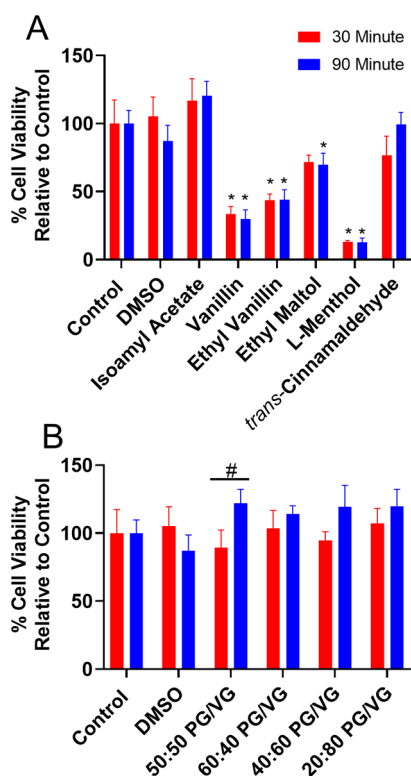 A
30 Minute
90 Minute
% Cell Viability
Relative to Control
150
100
50
0
* * * * * * *
Control
DMSO
Isoamyl Acetate
Vanillin
Ethyl Vanillin
Ethyl Maltol
L-Menthol
trans-Cinnamaldehyde
B
% Cell Viability
Relative to Control
150
100
50
0
#
Control
DMSO
50:50 PG/VG
60:40 PG/VG
40:60 PG/VG
20:80 PG/VG